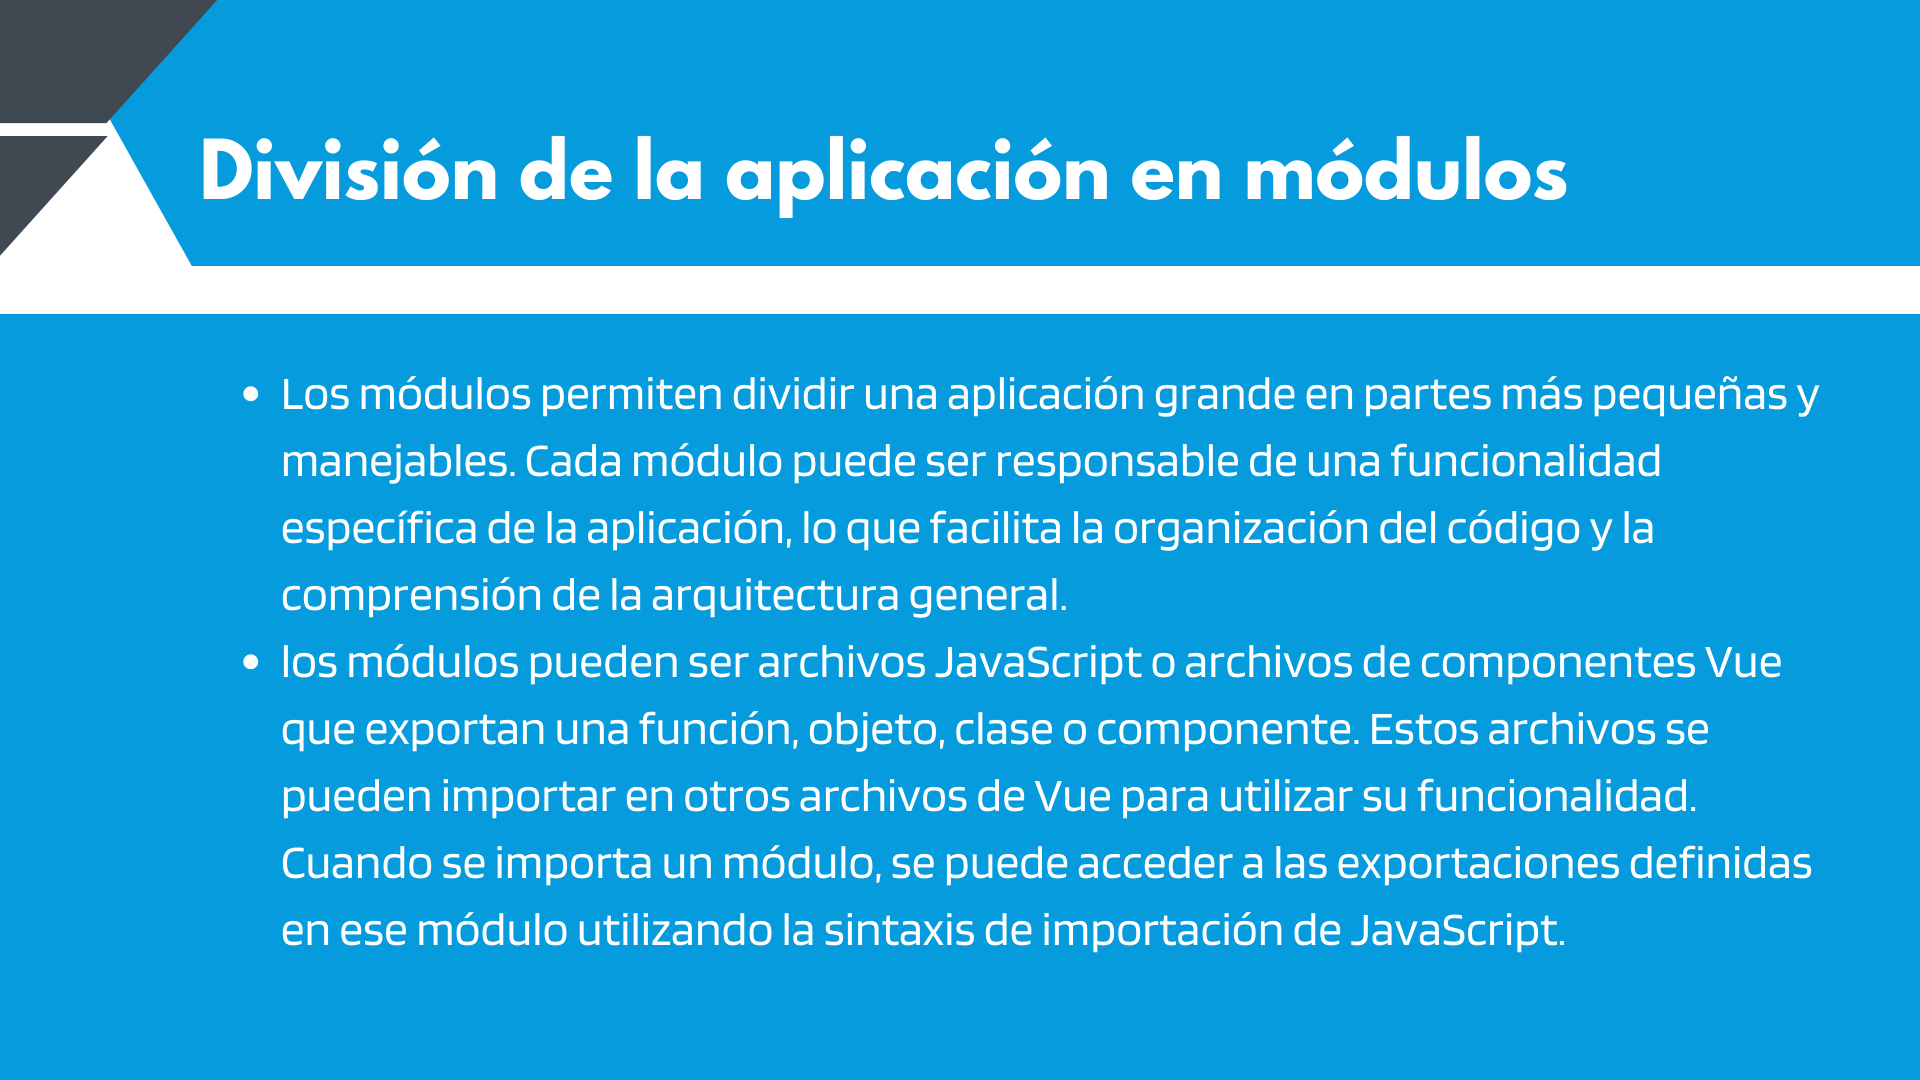 División de la aplicación en módulos
• Los módulos permiten dividir una aplicación grande en partes más pequeñas y
manejables. Cada módulo puede ser responsable de una funcionalidad
específica de la aplicación, lo que facilita la organización del código y la
comprensión de la arquitectura general.
• los módulos pueden ser archivos JavaScript o archivos de componentes Vue
que exportan una función, objeto, clase o componente. Estos archivos se
pueden importar en otros archivos de Vue para utilizar su funcionalidad.
Cuando se importa un módulo, se puede acceder a las exportaciones definidas
en ese módulo utilizando la sintaxis de importación de JavaScript.